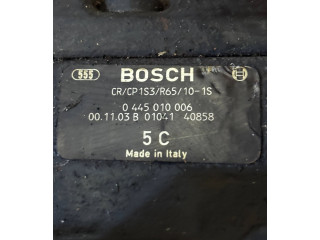 555 BOSCH
CR/CP1S3/R65/10-1S
0 445 010 006
00.11.03 B 01041 40858
5 C
Made in Italy